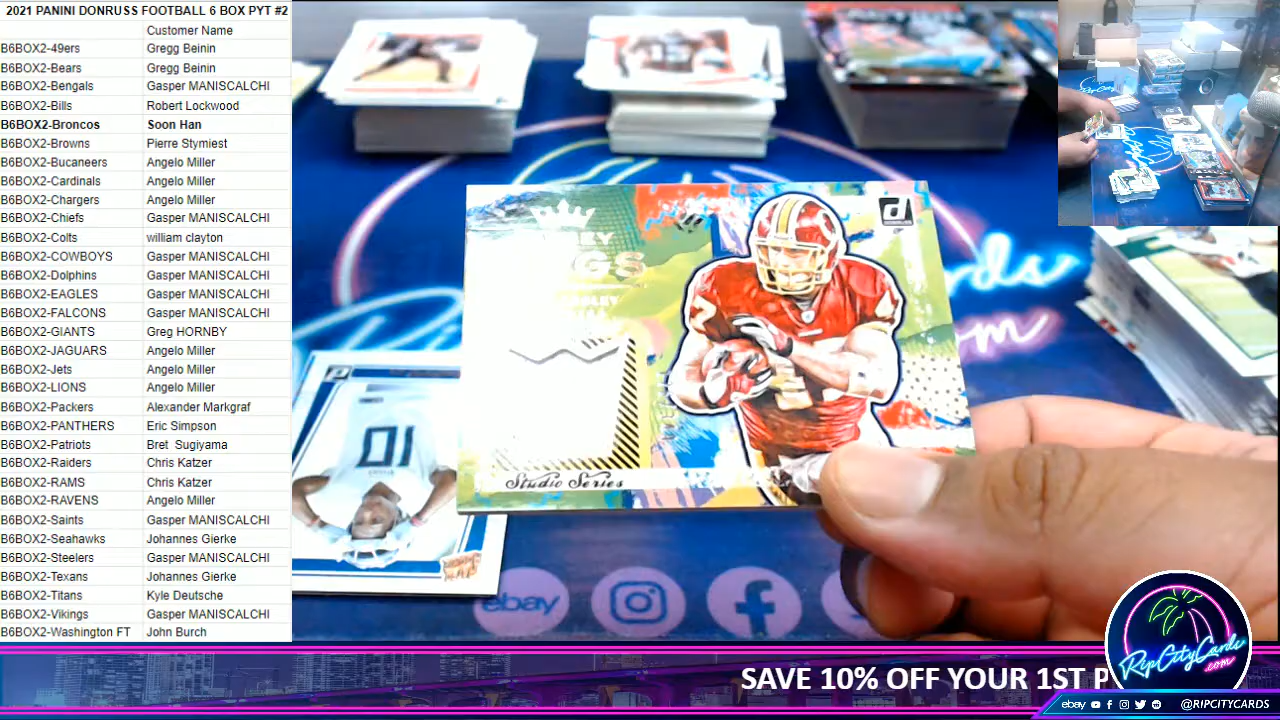 2021 PANINI DONRUSS FOOTBALL 6 BOX PYT #2
Customer Name
B6BOX2-49ers Gregg Beinin
B6BOX2-Bears Gregg Beinin
B6BOX2-Bengals Gasper MANISCALCHI
B6BOX2-Bills Robert Lockwood
B6BOX2-Broncos Soon Han
B6BOX2-Browns Pierre Stymiest
B6BOX2-Bucaneers Angelo Miller
B6BOX2-Cardinals Angelo Miller
B6BOX2-Chargers Angelo Miller
B6BOX2-Chiefs Gasper MANISCALCHI
B6BOX2-Colts william clayton
B6BOX2-COWBOYS Gasper MANISCALCHI
B6BOX2-Dolphins Gasper MANISCALCHI
B6BOX2-EAGLES Gasper MANISCALCHI
B6BOX2-FALCONS Gasper MANISCALCHI
B6BOX2-GIANTS Greg HORNBY
B6BOX2-JAGUARS Angelo Miller
B6BOX2-Jets Angelo Miller
B6BOX2-LIONS Angelo Miller
B6BOX2-Packers Alexander Markgraf
B6BOX2-PANTHERS Eric Simpson
B6BOX2-Patriots Bret Sugiyama
B6BOX2-Raiders Chris Katzer
B6BOX2-RAMS Chris Katzer
B6BOX2-RAVENS Angelo Miller
B6BOX2-Saints Gasper MANISCALCHI
B6BOX2-Seahawks Johannes Gierke
B6BOX2-Steelers Gasper MANISCALCHI
B6BOX2-Texans Johannes Gierke
B6BOX2-Titans Kyle Deutsche
B6BOX2-Vikings Gasper MANISCALCHI
B6BOX2-Washington FT John Burch
Studio Series
DONRUSS
10
ebay
SAVE 10% OFF YOUR 1ST P
RipCityCards
.com
ebay @RIPCITYCARDS